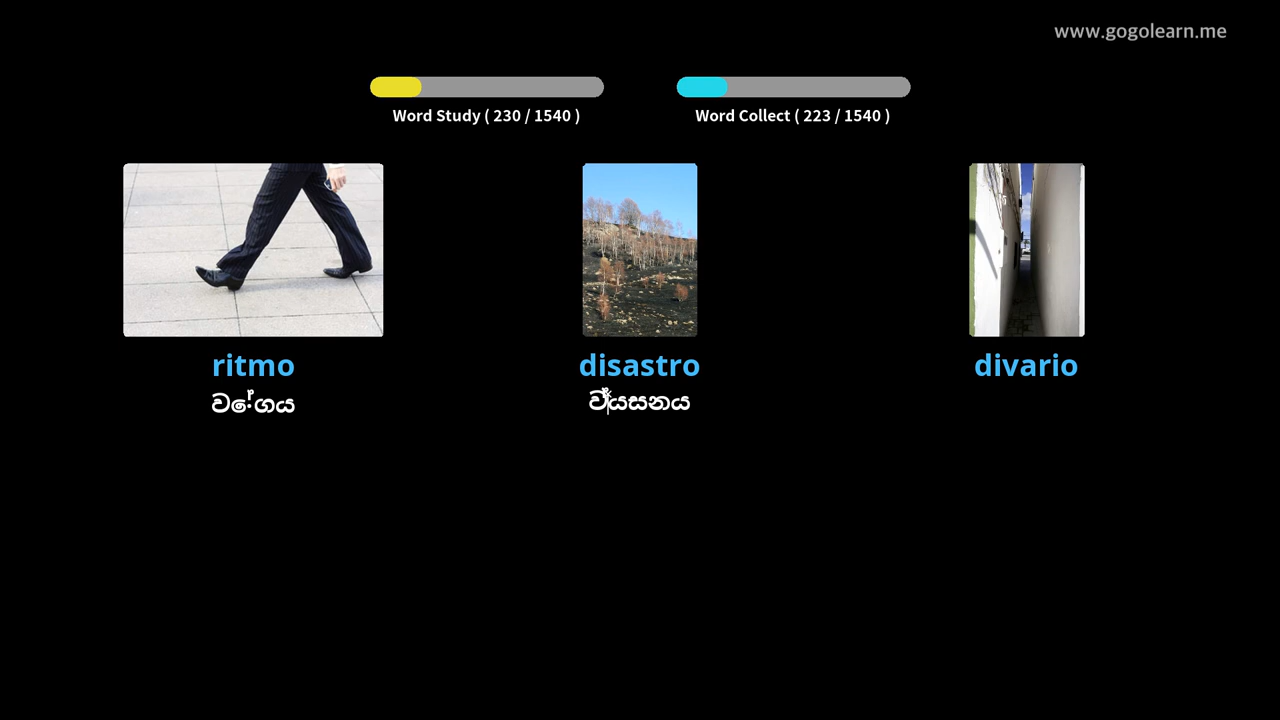 www.gogolearn.me
Word Study ( 230 / 1540 )
Word Collect ( 223 / 1540 )
ritmo
disastro
divario
වේගය
ව්යසනය